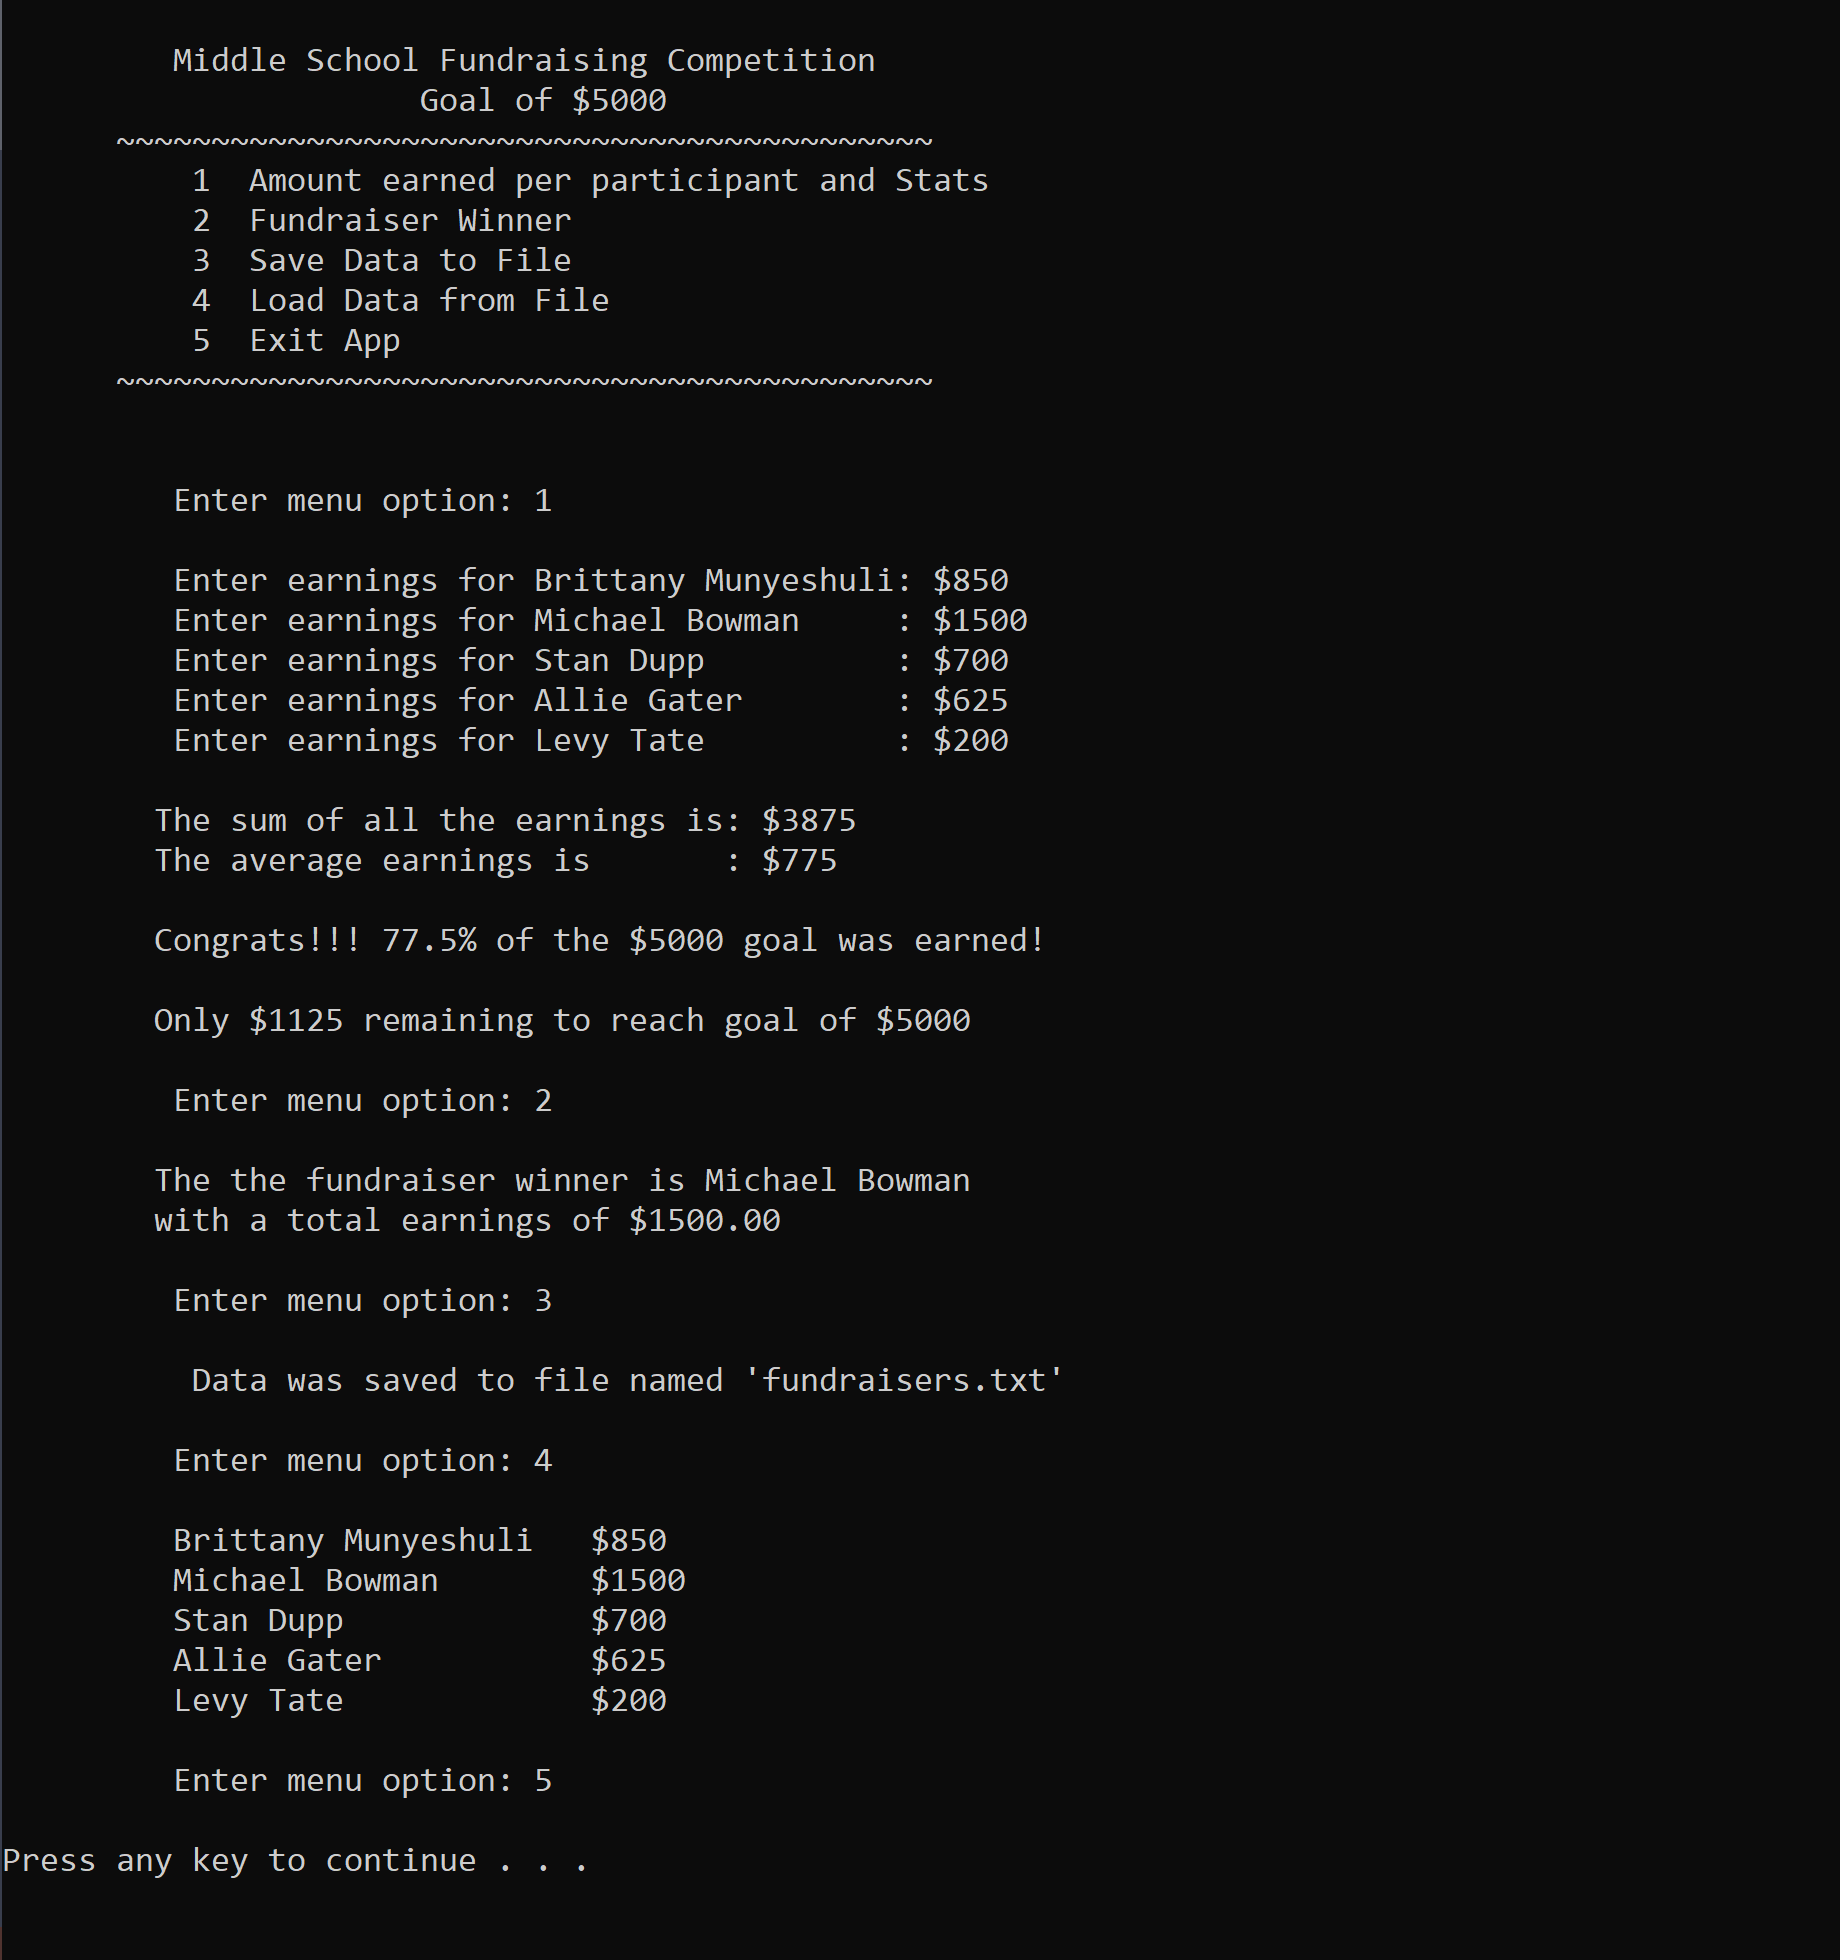 Middle School Fundraising Competition
Goal of $5000
~~~~~~~~~~~~~~~~~~~~~~~~~~~~~~~~~~~~~~~~~~~
1  Amount earned per participant and Stats
2  Fundraiser Winner
3  Save Data to File
4  Load Data from File
5  Exit App
~~~~~~~~~~~~~~~~~~~~~~~~~~~~~~~~~~~~~~~~~~~
Enter menu option: 1
Enter earnings for Brittany Munyeshuli: $850
Enter earnings for Michael Bowman     : $1500
Enter earnings for Stan Dupp          : $700
Enter earnings for Allie Gater        : $625
Enter earnings for Levy Tate          : $200
The sum of all the earnings is: $3875
The average earnings is       : $775
Congrats!!! 77.5% of the $5000 goal was earned!
Only $1125 remaining to reach goal of $5000
Enter menu option: 2
The the fundraiser winner is Michael Bowman
with a total earnings of $1500.00
Enter menu option: 3
Data was saved to file named 'fundraisers.txt'
Enter menu option: 4
Brittany Munyeshuli   $850
Michael Bowman        $1500
Stan Dupp             $700
Allie Gater           $625
Levy Tate             $200
Enter menu option: 5
Press any key to continue . . .